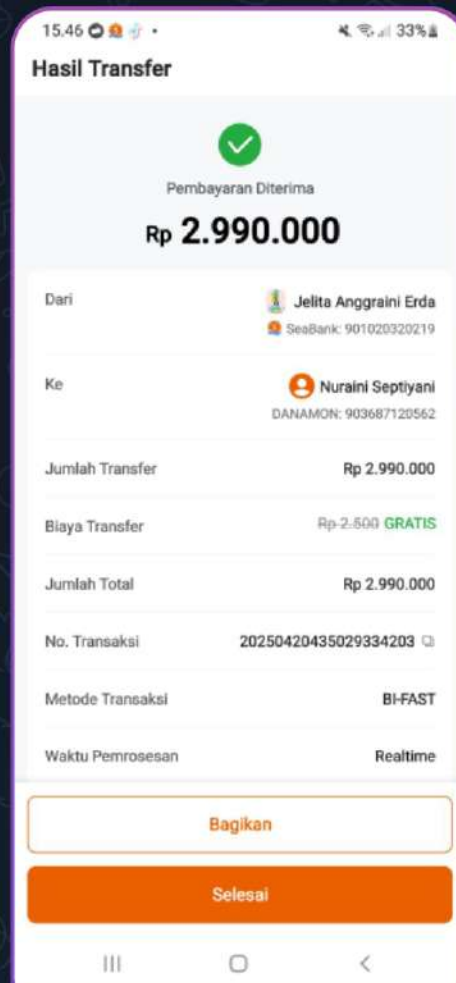 15.46 33%
Hasil Transfer
Pembayaran Diterima
Rp 2.990.000
Dari Jelita Anggraini Erda
SeaBank: 901020320219
Ke Nuraini Septiyani
DANAMON: 903687120562
Jumlah Transfer Rp 2.990.000
Biaya Transfer Rp 2.500 GRATIS
Jumlah Total Rp 2.990.000
No. Transaksi 20250420435029334203
Metode Transaksi BI-FAST
Waktu Pemrosesan Realtime
Bagikan
Selesai